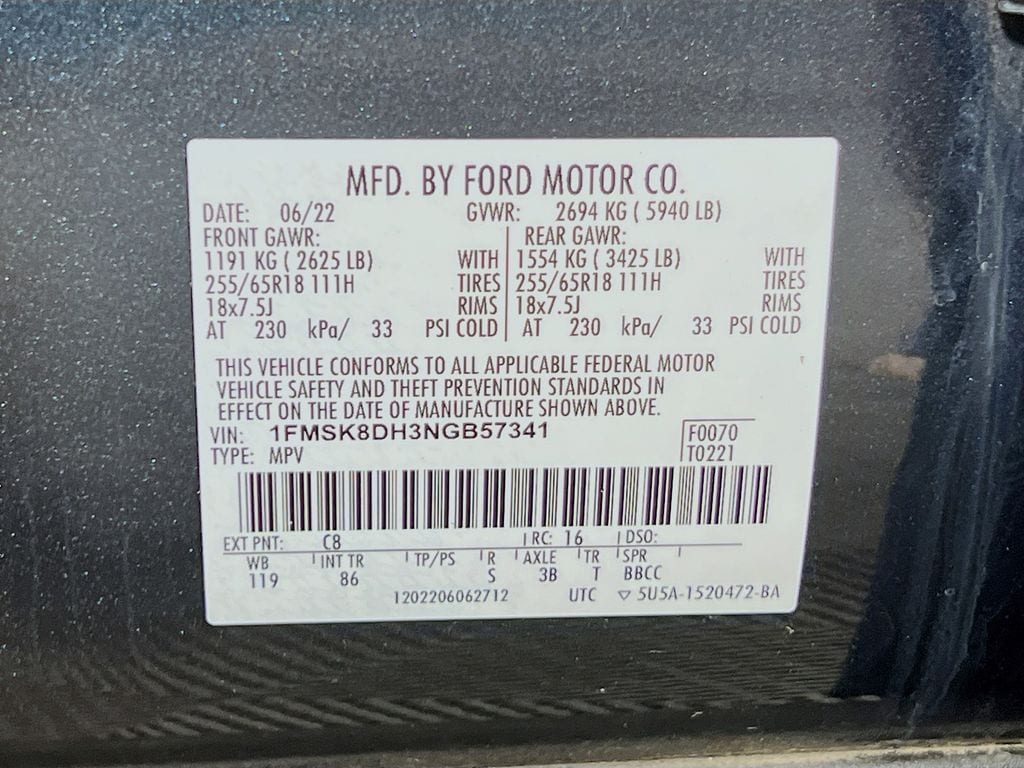 MFD. BY FORD MOTOR CO.
DATE: 06/22 GVWR: 2694 KG ( 5940 LB)
FRONT GAWR: REAR GAWR:
1191 KG ( 2625 LB) WITH 1554 KG ( 3425 LB) WITH
255/65R18 111H TIRES 255/65R18 111H TIRES
18x7.5J RIMS 18x7.5J RIMS
AT 230 kPa/ 33 PSI COLD AT 230 kPa/ 33 PSI COLD
THIS VEHICLE CONFORMS TO ALL APPLICABLE FEDERAL MOTOR
VEHICLE SAFETY AND THEFT PREVENTION STANDARDS IN
EFFECT ON THE DATE OF MANUFACTURE SHOWN ABOVE.
VIN: 1FMSK8DH3NGB57341 F0070
TYPE: MPV T0221
EXT PNT: C8 RC: 16 DSO:
WB INT TR TP/PS R AXLE TR SPR
119 86 S 3B T BBCC
1202206062712 UTC ▽ 5U5A-1520472-BA